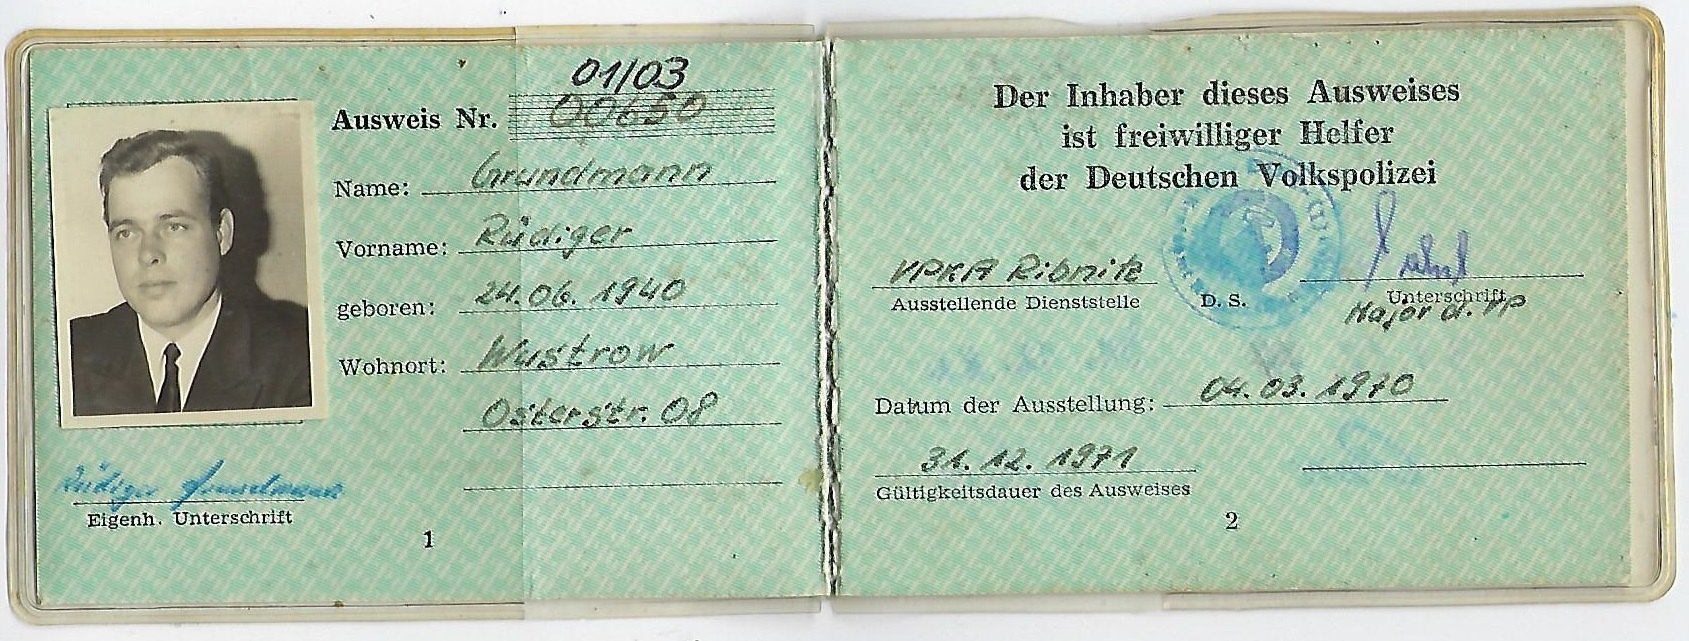 01/03
Ausweis Nr. 00650
Name: Grundmann
Vorname: Rüdiger
geboren: 24.06.1940
Wohnort: Wustrow
Osterstr. 08
Rüdiger Grundmann
Eigenh. Unterschrift
1
Der Inhaber dieses Ausweises
ist freiwilliger Helfer
der Deutschen Volkspolizei
VPKA Ribnitz
Ausstellende Dienststelle D. S. Unterschrift
Major d. VP
Datum der Ausstellung: 04.03.1970
31.12.1971
Gültigkeitsdauer des Ausweises
2